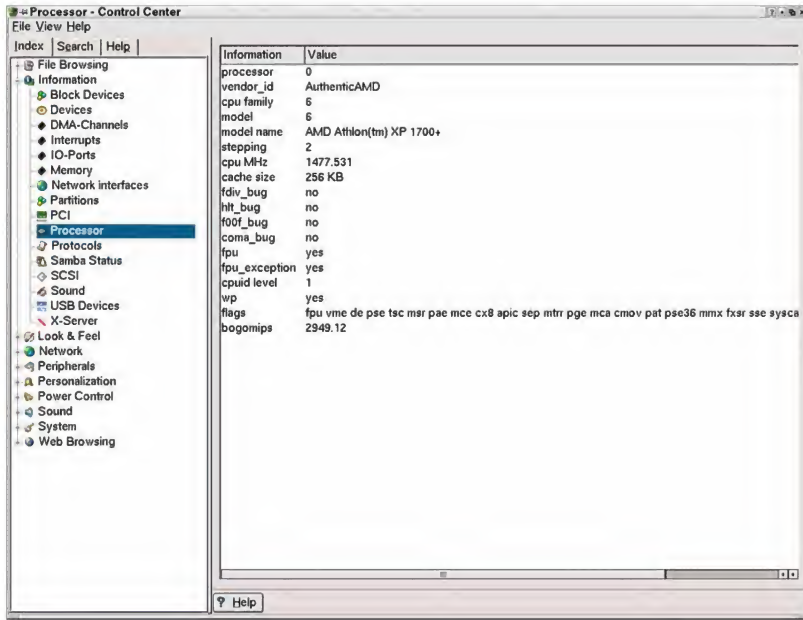 Processor - Control Center
File View Help
Index Search Help
File Browsing
Information
Block Devices
Devices
DMA-Channels
Interrupts
IO-Ports
Memory
Network Interfaces
Partitions
PCI
Processor
Protocols
Samba Status
SCSI
Sound
USB Devices
X-Server
Look & Feel
Network
Peripherals
Personalization
Power Control
Sound
System
Web Browsing
Information Value
processor 0
vendor_id AuthenticAMD
cpu family 6
model 6
model name AMD Athlon(tm) XP 1700+
stepping 2
cpu MHz 1477.531
cache size 256 KB
fdiv_bug no
hlt_bug no
f00f_bug no
coma_bug no
fpu yes
fpu_exception yes
cpuid level 1
wp yes
flags fpu vme de pse tsc msr pae mce cx8 apic sep mtrr pge mca cmov pat pse36 mmx fxsr sse sysca
bogomips 2949.12
? Help